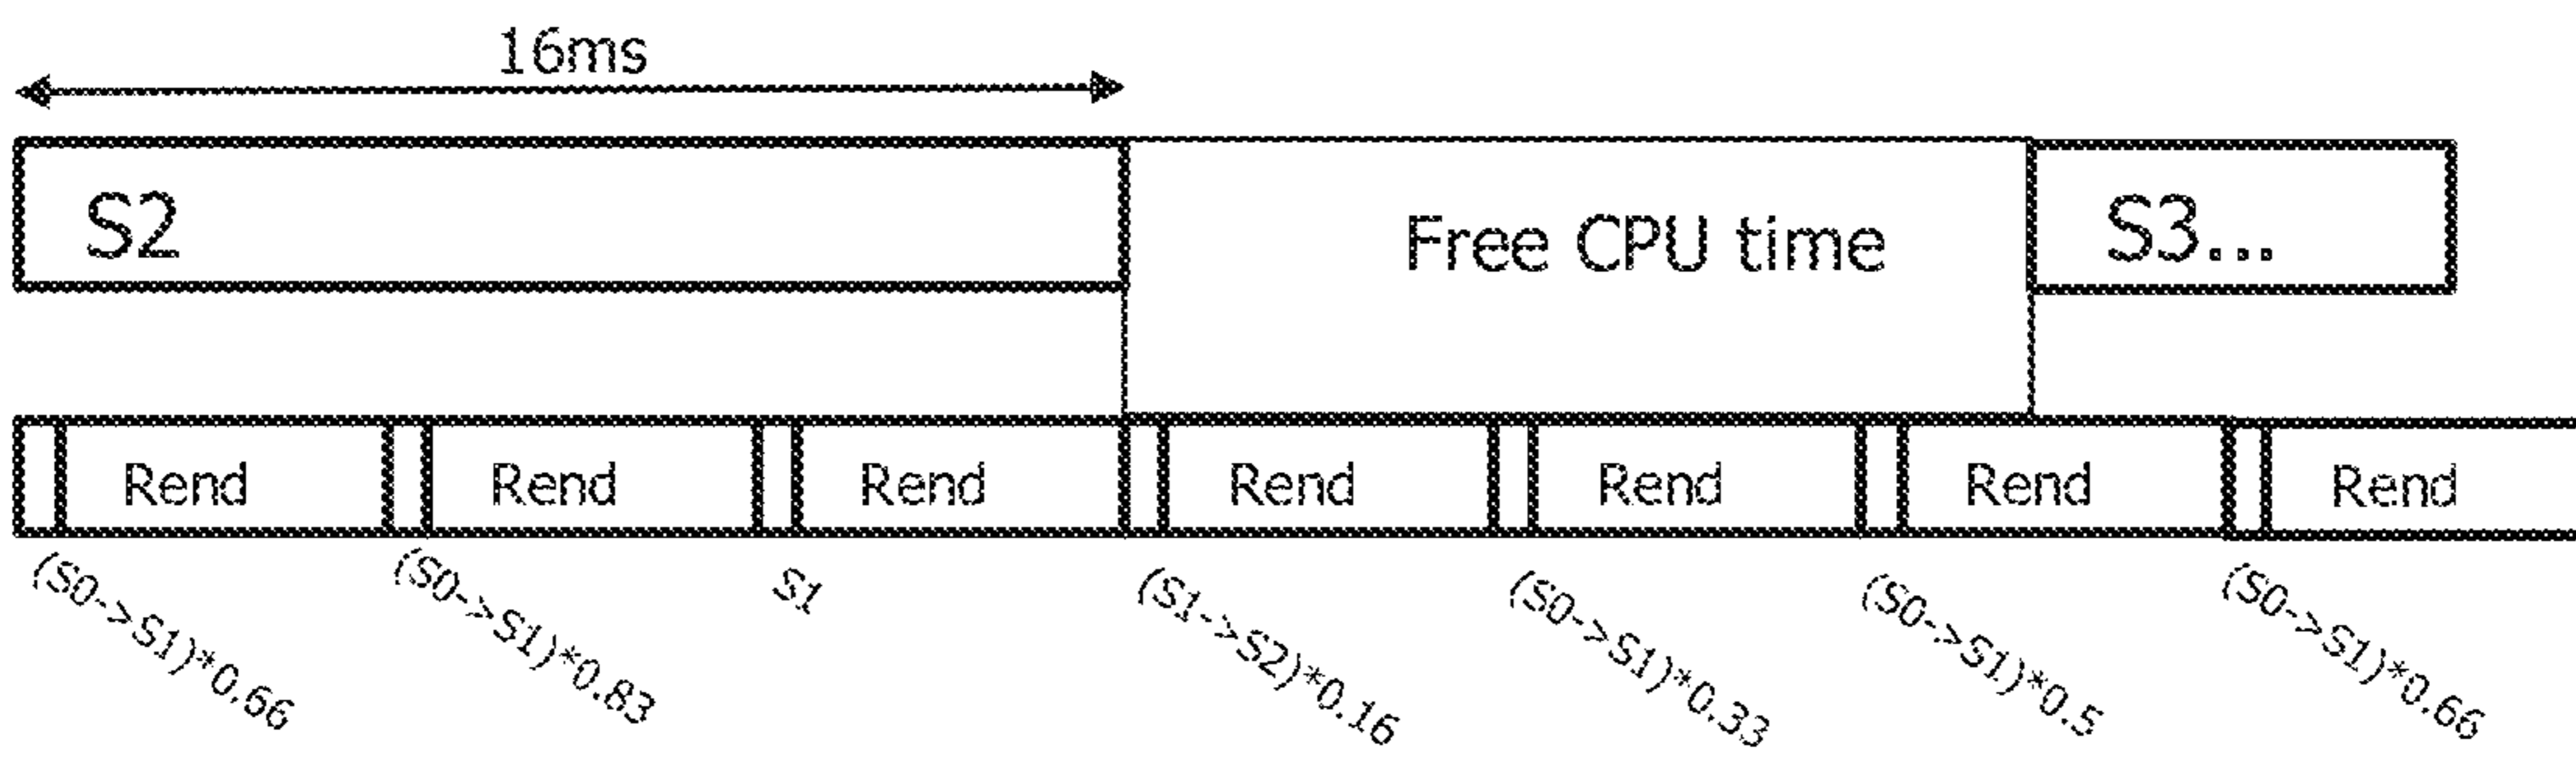 16ms
S2
Free CPU time
S3...
Rend
Rend
Rend
Rend
Rend
Rend
Rend
(S0->S1)*0.66
(S0->S1)*0.83
S1
(S1->S2)*0.16
(S0->S1)*0.33
(S0->S1)*0.5
(S0->S1)*0.66